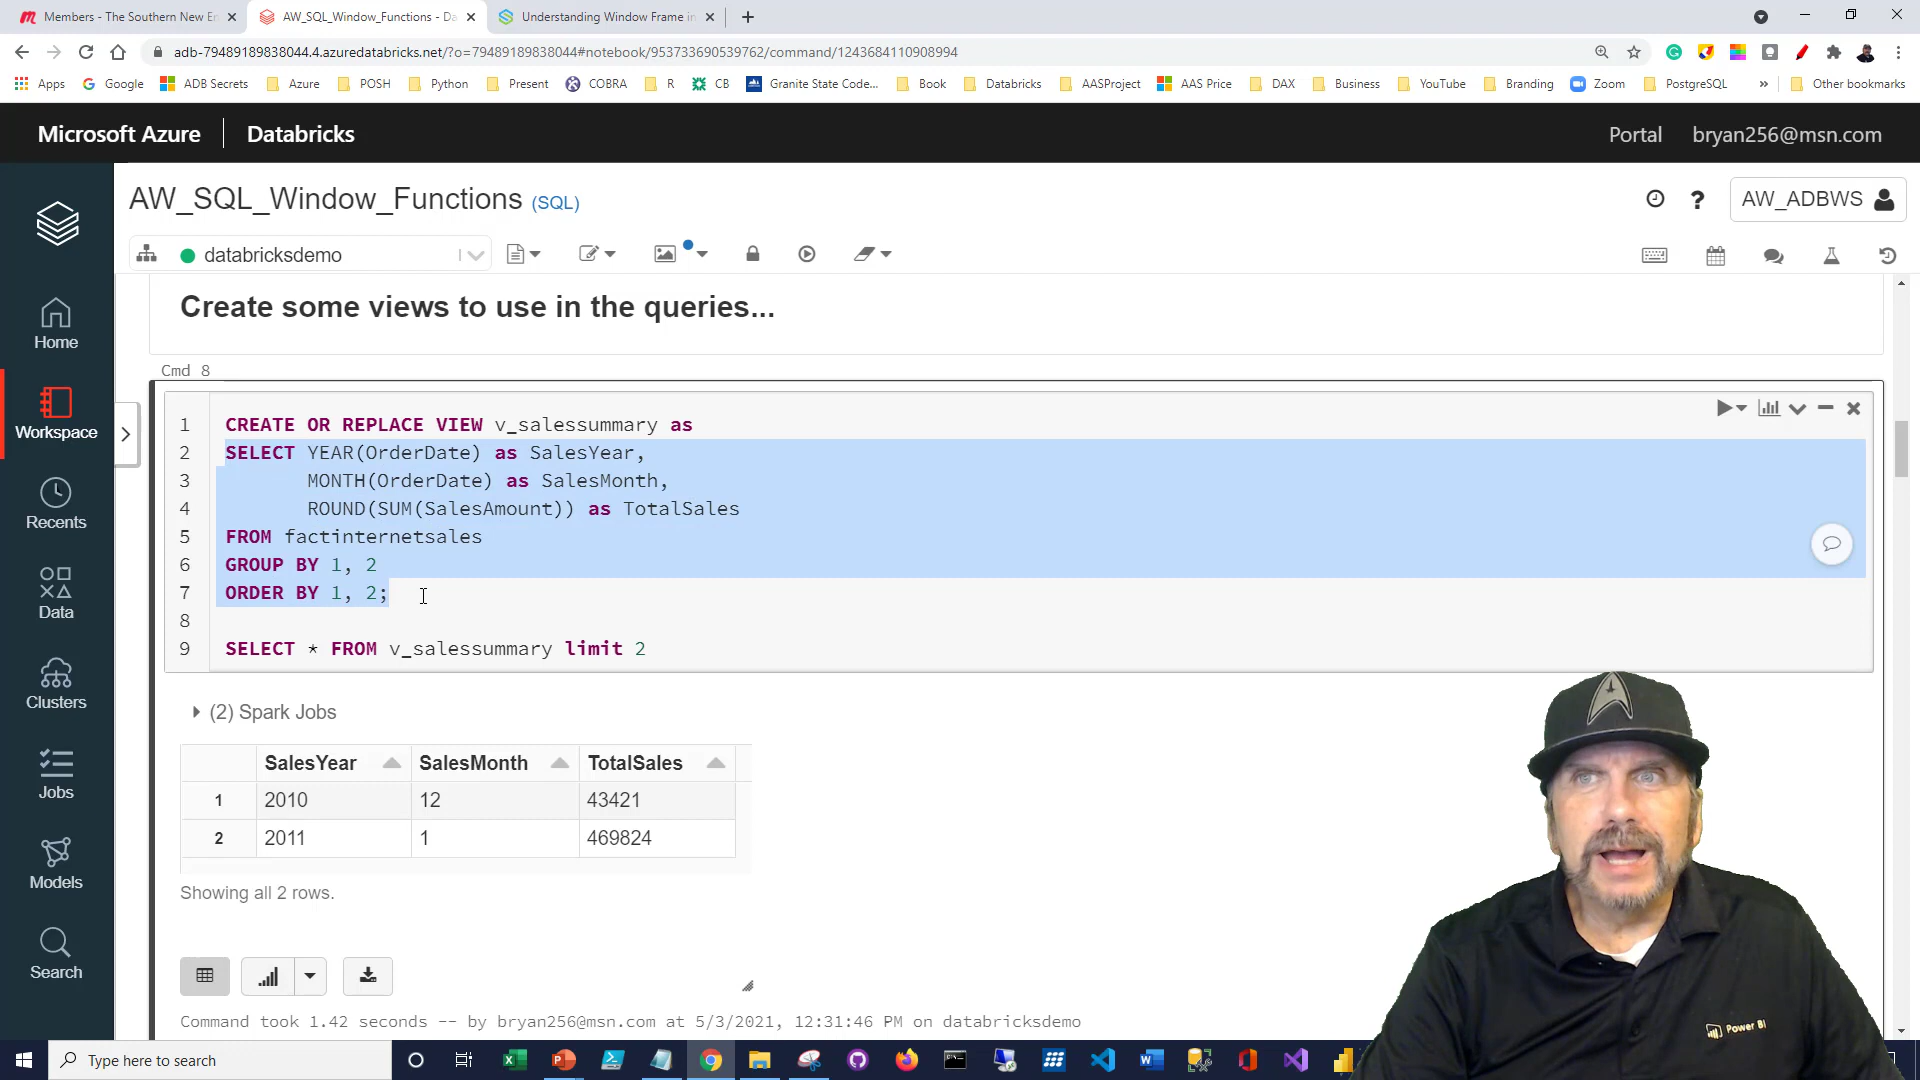 Members - The Southern New En
AW_SQL_Window_Functions - Da
Understanding Window Frame in
adb-79489189838044.4.azuredatabricks.net/?o=79489189838044#notebook/953733690539762/command/1243684110908994
Apps
Google
ADB Secrets
Azure
POSH
Python
Present
COBRA
R
CB
Granite State Code...
Book
Databricks
AASProject
AAS Price
DAX
Business
YouTube
Branding
Zoom
PostgreSQL
»
Other bookmarks
Microsoft Azure
Databricks
Portal
bryan256@msn.com
AW_SQL_Window_Functions (SQL)
AW_ADBWS
databricksdemo
Home
Workspace
Recents
Data
Clusters
Jobs
Models
Search
Create some views to use in the queries...
Cmd 8
1 CREATE OR REPLACE VIEW v_salessummary as
2 SELECT YEAR(OrderDate) as SalesYear,
3 MONTH(OrderDate) as SalesMonth,
4 ROUND(SUM(SalesAmount)) as TotalSales
5 FROM factinternetsales
6 GROUP BY 1, 2
7 ORDER BY 1, 2;
8
9 SELECT * FROM v_salessummary limit 2
(2) Spark Jobs
SalesYear SalesMonth TotalSales
1 2010 12 43421
2 2011 1 469824
Showing all 2 rows.
Command took 1.42 seconds -- by bryan256@msn.com at 5/3/2021, 12:31:46 PM on databricksdemo
Power BI
Type here to search